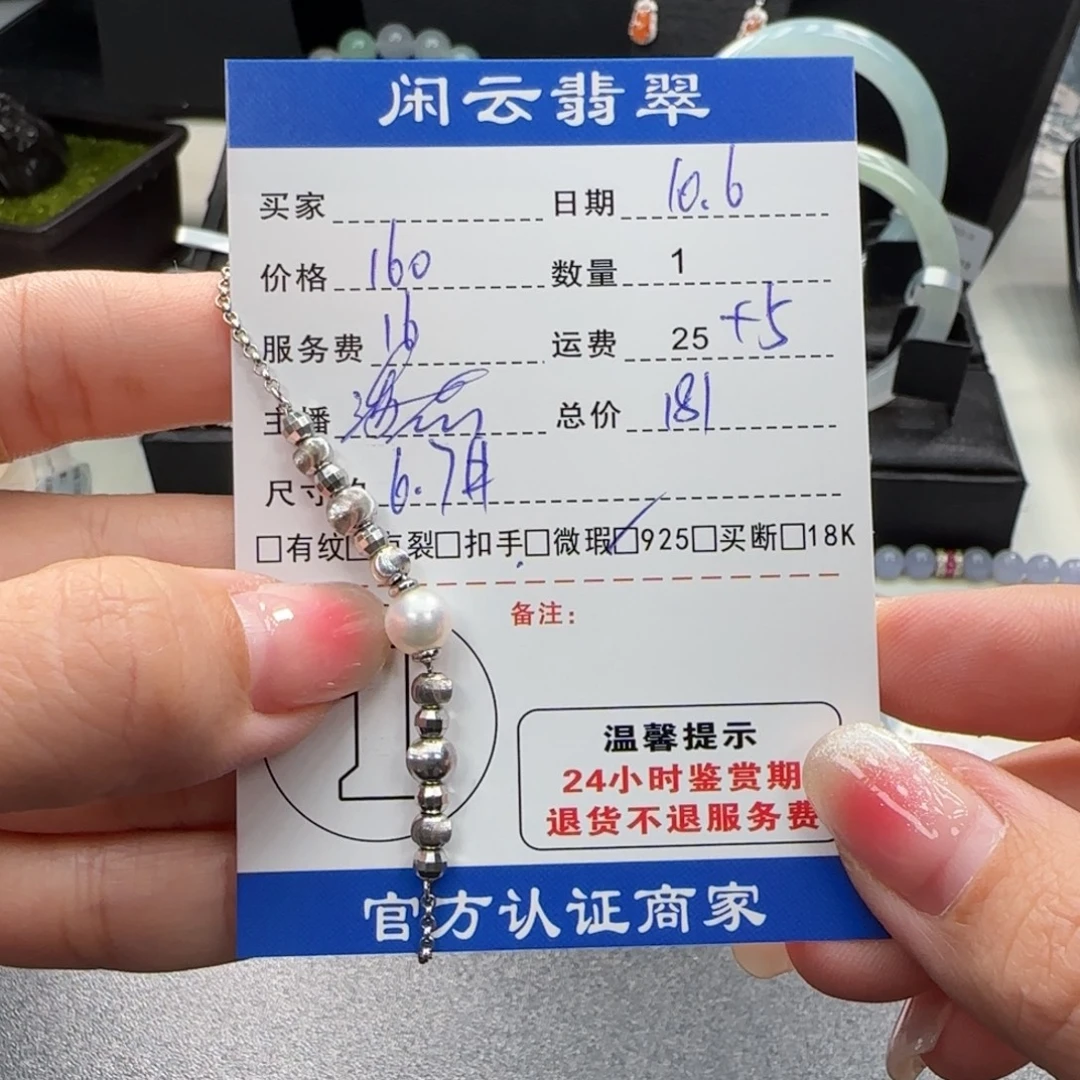 闲云翡翠
买家 日期 10.6
价格 160 数量 1
服务费 16 运费 25 +5
主播 总价 181
尺寸 6.7
□有纹□ 裂□扣手□微瑕☑925□买断□18K
备注:
温馨提示
24小时鉴赏期
退货不退服务费
官方认证商家